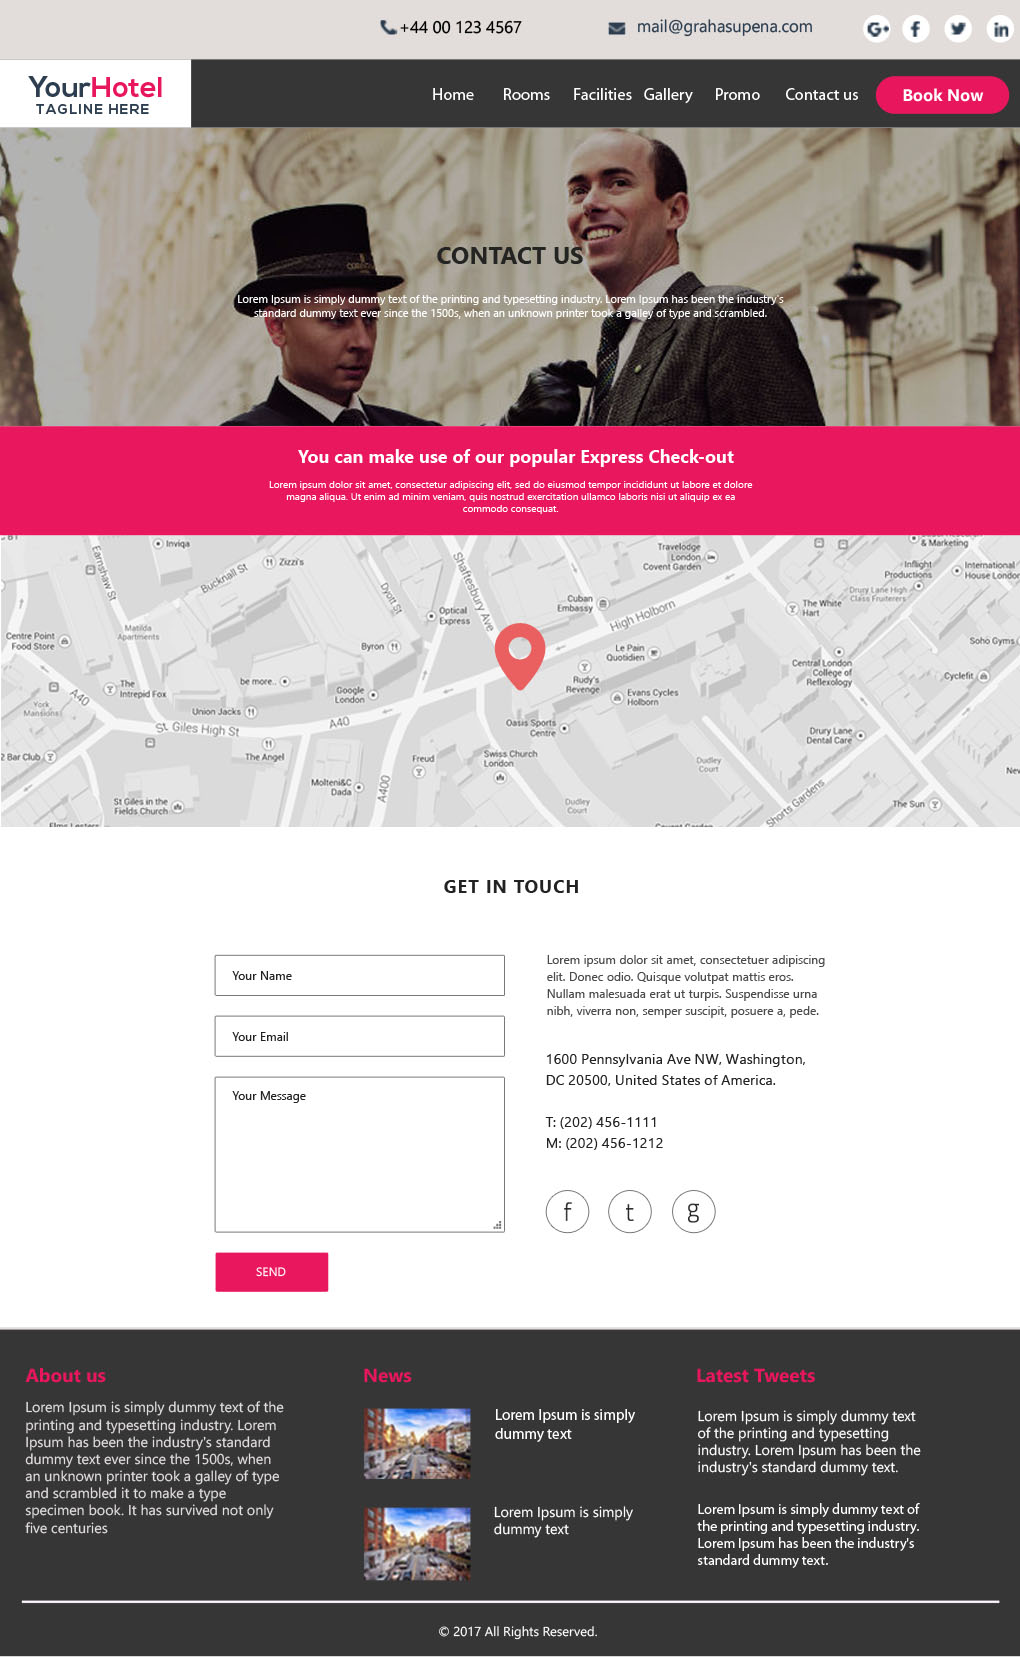 +44 00 123 4567
mail@grahasupena.com
G+ f in
YourHotel
TAGLINE HERE
Home Rooms Facilities Gallery Promo Contact us Book Now
CONTACT US
Lorem Ipsum is simply dummy text of the printing and typesetting industry. Lorem Ipsum has been the industry's
standard dummy text ever since the 1500s, when an unknown printer took a galley of type and scrambled.
You can make use of our popular Express Check-out
Lorem ipsum dolor sit amet, consectetur adipiscing elit, sed do eiusmod tempor incididunt ut labore et dolore
magna aliqua. Ut enim ad minim veniam, quis nostrud exercitation ullamco laboris nisi ut aliquip ex ea
commodo consequat.
Inviqa
Earnshaw St
Bucknall St
Zizzi's
Dyott St
Shaftesbury Ave
Optical
Express
Travelodge
London
Covent Garden
& Marketing
Inflight
Productions
International
House London
Drury Lane High
Class Fruiterers
Cuban
Embassy
High Holborn
The White
Hart
Centre Point
Food Store
Matilda
Apartments
Byron
Le Pain
Quotidien
Soho Gyms
Central London
College of
Reflexology
Cyclefit
The
Intrepid Fox
be more..
Google
London
Rudy's
Revenge
Evans Cycles
Holborn
York
Mansions
A40
St Giles High St
Union Jacks
A40
Oasis Sports
Centre
Drury Lane
Dental Care
2 Bar Club
The Angel
Freud
Swiss Church
London
Dudley
Court
New
Molteni&C
Dada
A400
St Giles in the
Fields Church
Dudley
Court
Shorts Gardens
The Sun
Elms Lesters
Covent Garden
GET IN TOUCH
Your Name
Your Email
Your Message
SEND
Lorem ipsum dolor sit amet, consectetuer adipiscing
elit. Donec odio. Quisque volutpat mattis eros.
Nullam malesuada erat ut turpis. Suspendisse urna
nibh, viverra non, semper suscipit, posuere a, pede.
1600 Pennsylvania Ave NW, Washington,
DC 20500, United States of America.
T: (202) 456-1111
M: (202) 456-1212
f t g
About us
Lorem Ipsum is simply dummy text of the
printing and typesetting industry. Lorem
Ipsum has been the industry's standard
dummy text ever since the 1500s, when
an unknown printer took a galley of type
and scrambled it to make a type
specimen book. It has survived not only
five centuries
News
Lorem Ipsum is simply
dummy text
Lorem Ipsum is simply
dummy text
Latest Tweets
Lorem Ipsum is simply dummy text
of the printing and typesetting
industry. Lorem Ipsum has been the
industry's standard dummy text.
Lorem Ipsum is simply dummy text of
the printing and typesetting industry.
Lorem Ipsum has been the industry's
standard dummy text.
© 2017 All Rights Reserved.